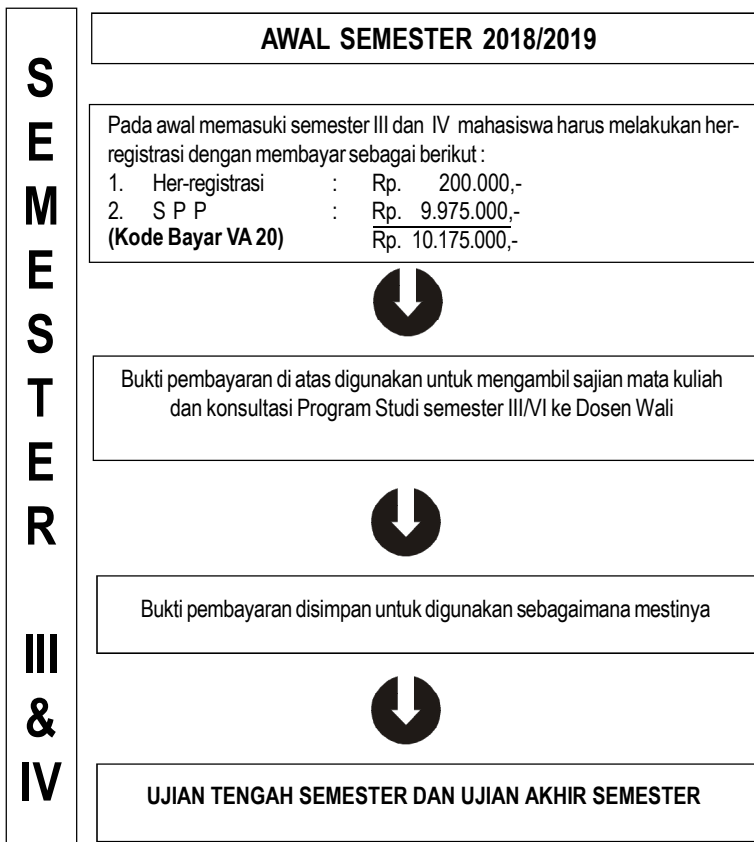 SEMESTER III & IV
AWAL SEMESTER 2018/2019
Pada awal memasuki semester III dan IV mahasiswa harus melakukan her-
registrasi dengan membayar sebagai berikut :
1. Her-registrasi : Rp. 200.000,-
2. S P P : Rp. 9.975.000,-
(Kode Bayar VA 20) Rp. 10.175.000,-
Bukti pembayaran di atas digunakan untuk mengambil sajian mata kuliah
dan konsultasi Program Studi semester III/VI ke Dosen Wali
Bukti pembayaran disimpan untuk digunakan sebagaimana mestinya
UJIAN TENGAH SEMESTER DAN UJIAN AKHIR SEMESTER